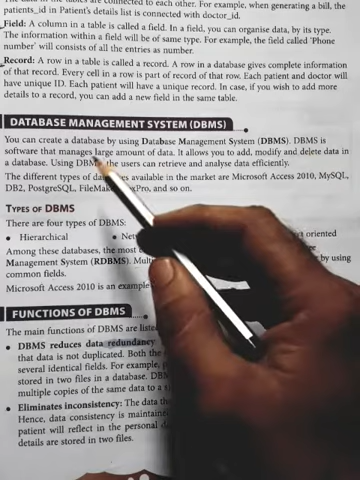 connected to each other. For example, when generating a bill, the
patients_id in Patient's details list is connected with doctor_id.
Field: A column in a table is called a field. In a field, you can organise data, by its type.
The information within a field will be of same type. For example, the field called 'Phone
number' will consists of all the entries as number.
Record: A row in a table is called a record. A row in a database gives complete information
of that record. Every cell in a row is part of record of that row. Each patient and doctor will
have unique ID. Each patient will have a unique record. In case, if you wish to add more
details to a record, you can add a new field in the same table.
DATABASE MANAGEMENT SYSTEM (DBMS)
You can create a database by using Database Management System (DBMS). DBMS is
software that manages large amount of data. It allows you to add, modify and delete data in
a database. Using DBMS, the users can retrieve and analyse data efficiently.
The different types of available in the market are Microsoft Access 2010, MySQL,
DB2, PostgreSQL, and so on.
TYPES OF DBMS
There are four types of DBMS:
• Hierarchical • oriented
Among these databases, the most
Management System (RDBMS). by using
common fields.
Microsoft Access 2010 is an example
FUNCTIONS OF DBMS
The main functions of DBMS are
• DBMS reduces data redundancy
that data is not duplicated. Both the
several identical fields. For example,
stored in two files in a database.
multiple copies of the same data to a
• Eliminates inconsistency: The data
Hence, data consistency is
patient will reflect in the personal
details are stored in two files.